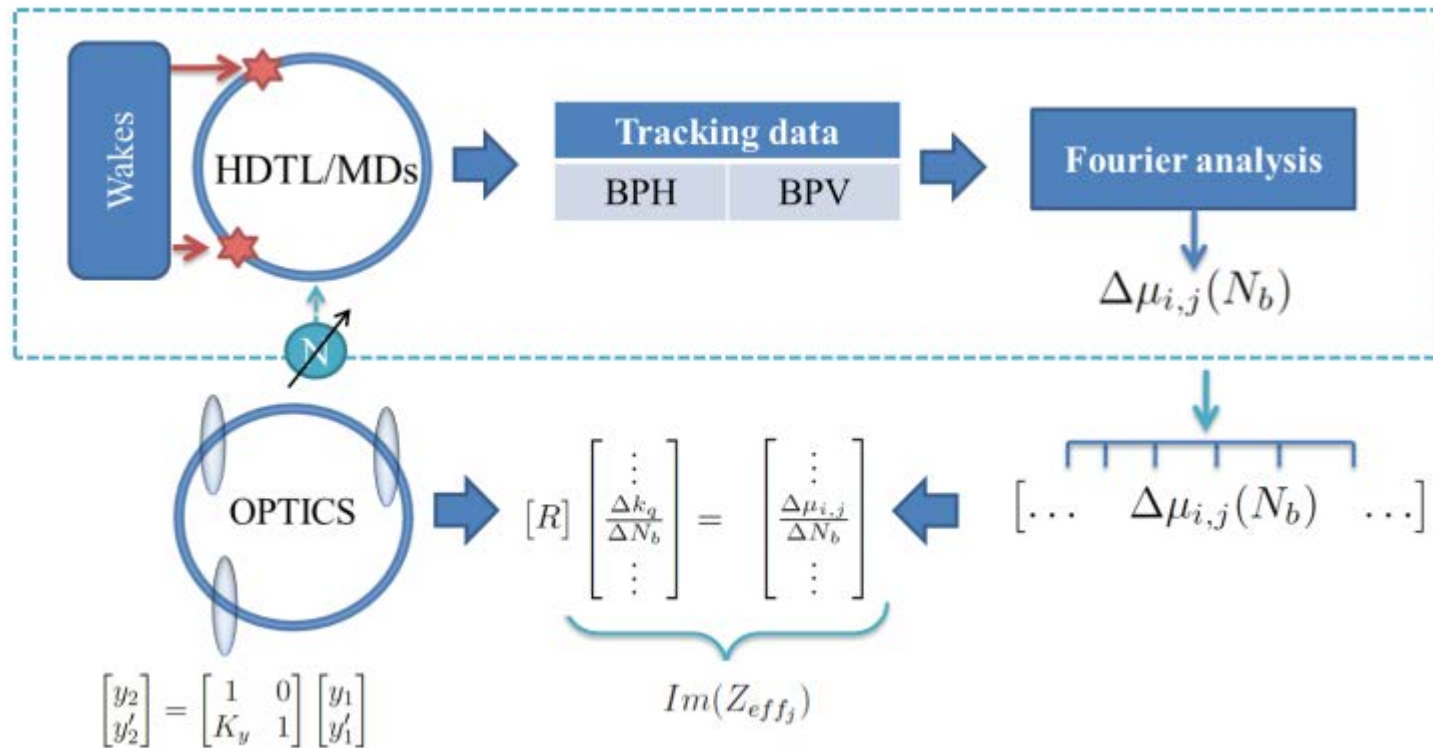 Wakes
HDTL/MDs
Tracking data
BPH BPV
Fourier analysis
Δμ_{i,j}(N_b)
N
OPTICS
[R] [⋮ Δk_q/ΔN_b ⋮] = [⋮ Δμ_{i,j}/ΔN_b ⋮]
[… Δμ_{i,j}(N_b) …]
[y_2 y′_2] = [1 0 K_y 1] [y_1 y′_1]
Im(Z_{eff_j})